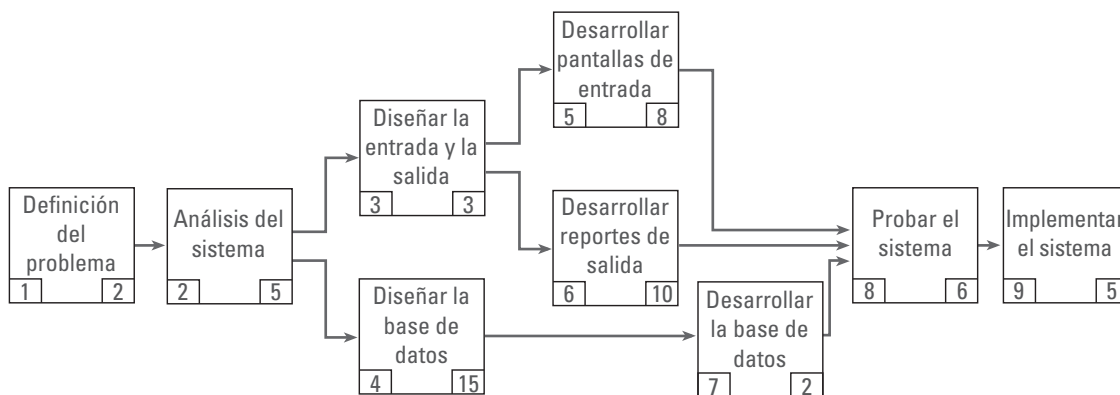 Definición
del
problema
1 2
Análisis del
sistema
2 5
Diseñar la
entrada y la
salida
3 3
Diseñar la
base de
datos
4 15
Desarrollar
pantallas de
entrada
5 8
Desarrollar
reportes de
salida
6 10
Desarrollar
la base de
datos
7 2
Probar el
sistema
8 6
Implementar
el sistema
9 5